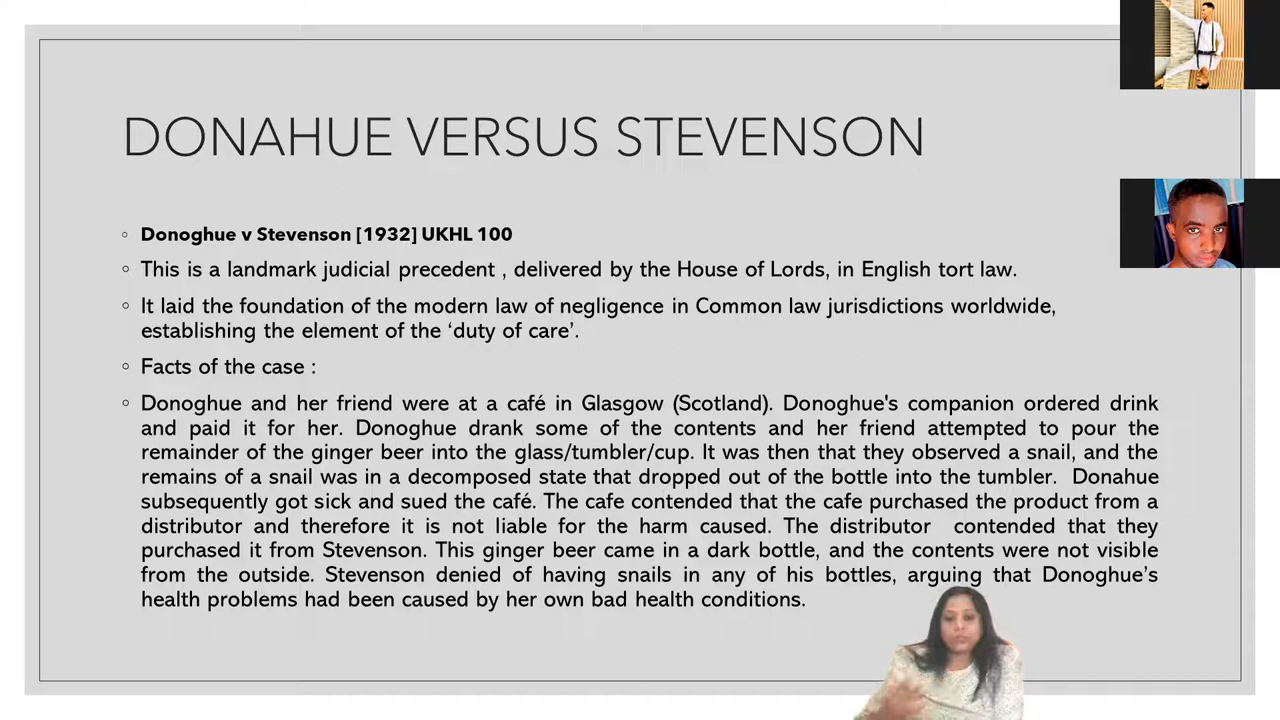 DONAHUE VERSUS STEVENSON
Donoghue v Stevenson [1932] UKHL 100
This is a landmark judicial precedent , delivered by the House of Lords, in English tort law.
It laid the foundation of the modern law of negligence in Common law jurisdictions worldwide,
establishing the element of the ‘duty of care’.
Facts of the case :
Donoghue and her friend were at a café in Glasgow (Scotland). Donoghue's companion ordered drink
and paid it for her. Donoghue drank some of the contents and her friend attempted to pour the
remainder of the ginger beer into the glass/tumbler/cup. It was then that they observed a snail, and the
remains of a snail was in a decomposed state that dropped out of the bottle into the tumbler. Donahue
subsequently got sick and sued the café. The cafe contended that the cafe purchased the product from a
distributor and therefore it is not liable for the harm caused. The distributor contended that they
purchased it from Stevenson. This ginger beer came in a dark bottle, and the contents were not visible
from the outside. Stevenson denied of having snails in any of his bottles, arguing that Donoghue’s
health problems had been caused by her own bad health conditions.